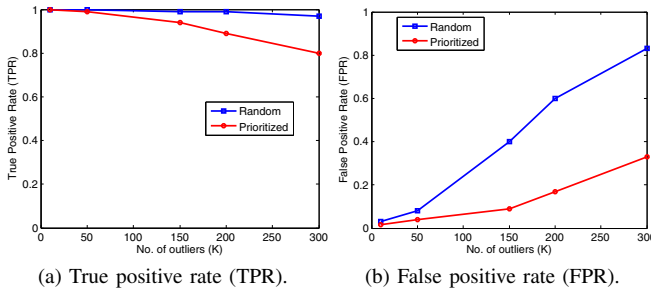 True Positive Rate (TPR)
1
0.8
0.6
0.4
0.2
0
Random
Prioritized
0 50 100 150 200 250 300
No. of outliers (K)
(a) True positive rate (TPR).
False Positive Rate (FPR)
1
0.8
0.6
0.4
0.2
0
Random
Prioritized
0 50 100 150 200 250 300
No. of outliers (K)
(b) False positive rate (FPR).